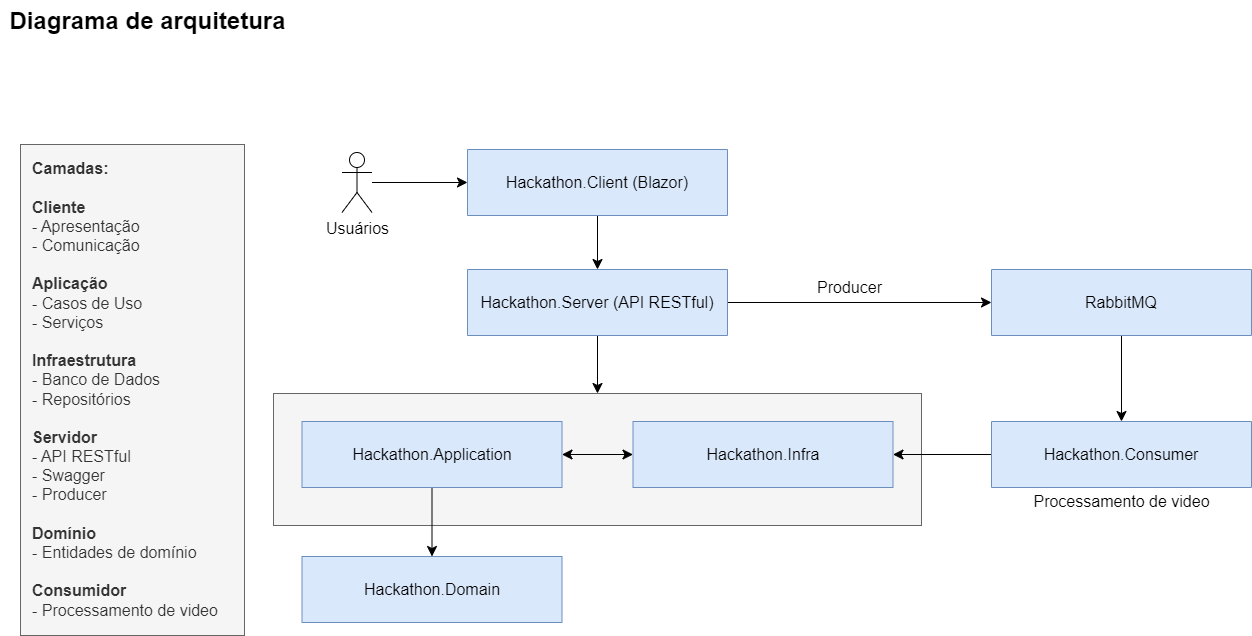 Diagrama de arquitetura
Camadas:
Cliente
- Apresentação
- Comunicação
Aplicação
- Casos de Uso
- Serviços
Infraestrutura
- Banco de Dados
- Repositórios
Servidor
- API RESTful
- Swagger
- Producer
Domínio
- Entidades de domínio
Consumidor
- Processamento de video
Usuários
Hackathon.Client (Blazor)
Hackathon.Server (API RESTful)
Producer
RabbitMQ
Hackathon.Application
Hackathon.Infra
Hackathon.Consumer
Processamento de video
Hackathon.Domain